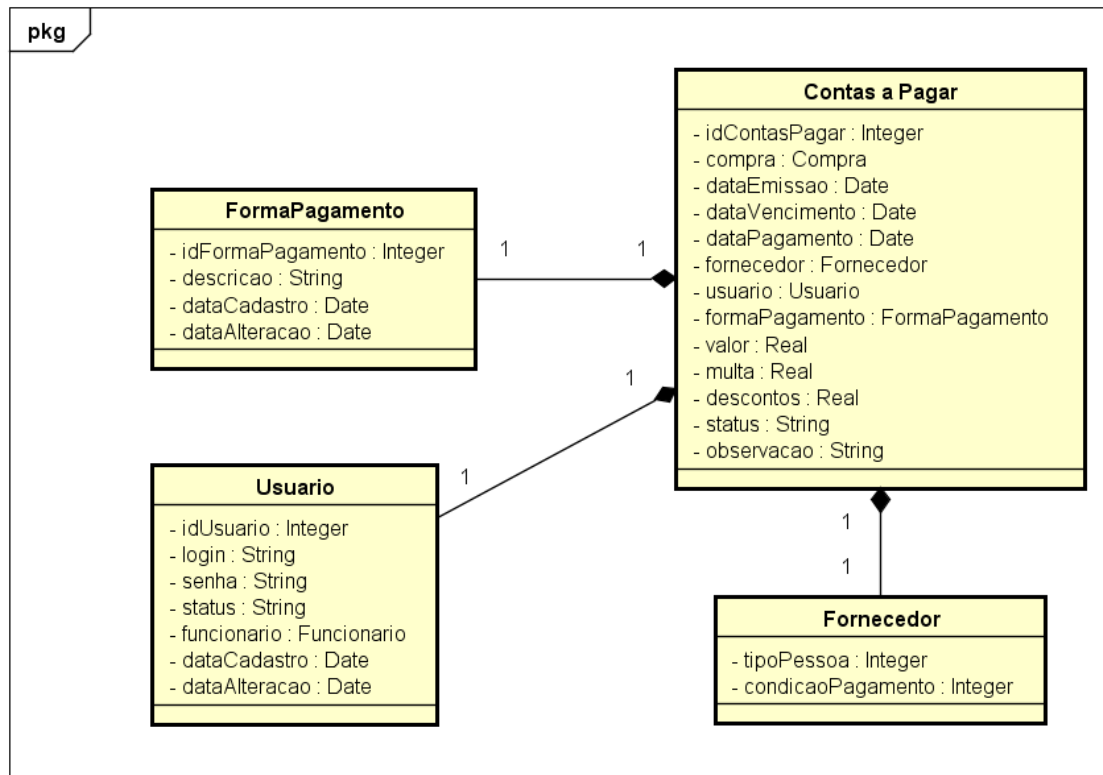 pkg
Contas a Pagar
- idContasPagar : Integer
- compra : Compra
- dataEmissao : Date
- dataVencimento : Date
- dataPagamento : Date
- fornecedor : Fornecedor
- usuario : Usuario
- formaPagamento : FormaPagamento
- valor : Real
- multa : Real
- descontos : Real
- status : String
- observacao : String
FormaPagamento
- idFormaPagamento : Integer
- descricao : String
- dataCadastro : Date
- dataAlteracao : Date
1 1
1
1
Usuario
- idUsuario : Integer
- login : String
- senha : String
- status : String
- funcionario : Funcionario
- dataCadastro : Date
- dataAlteracao : Date
1
1
Fornecedor
- tipoPessoa : Integer
- condicaoPagamento : Integer